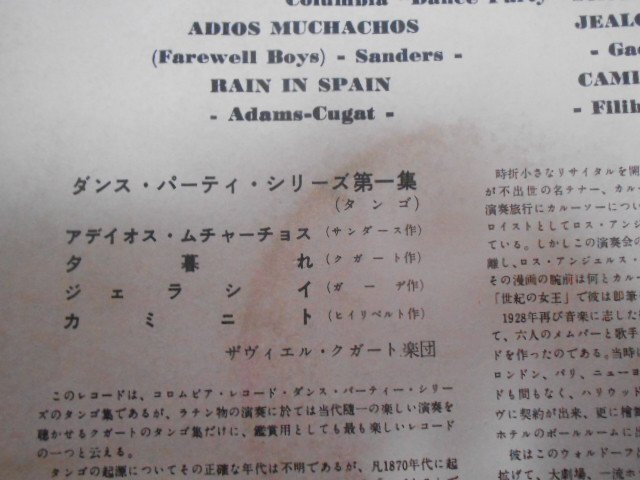 Columbia - Dance Party
ADIOS MUCHACHOS
(Farewell Boys) - Sanders -
RAIN IN SPAIN
- Adams-Cugat -
JEALO
- Gad
CAMI
- Filib
ダンス・パーティ・シリーズ第一集
(タンゴ)
アデイオス・ムチャーチョス(サンダース作)
夕暮れ(クガート作)
ジェラシイ(ガーデ作)
カミニト(ヒイリベルト作)
ザヴィエル・クガート楽団
このレコードは、コロムビア・レコード・ダンス・パーティー・シリー
ズのタンゴ集であるが、ラテン物の演奏に於ては当代随一の楽しい演奏を
聴かせるクガートのタンゴ集だけに、鑑賞用としても最も楽しいレコード
の一つと云える。
タンゴの起源についてその正確な年代は不明であるが、凡1870年代に起
時折小さなリサイタルを開
が不出世の名テナー、カルー
演奏旅行にカルーソーについ
ロイストとしてロス・アンジ
ている。しかしこの演奏会の
離し、ロス・アンジェルス・
その漫画の腕前は何とカル
「世紀の女王」で彼は即筆
1928年再び音楽に志した
て、六人のメムバーと歌手
ドを作ったのである。当時に
ロンドン、パリ、ニューヨ
ドも間もなく、ハリウッド
ヴに契約が出来、更に檜舞
ホテルのボールルームに出
彼はこのウォルドーフ
拡げて、大劇場、一流ホ